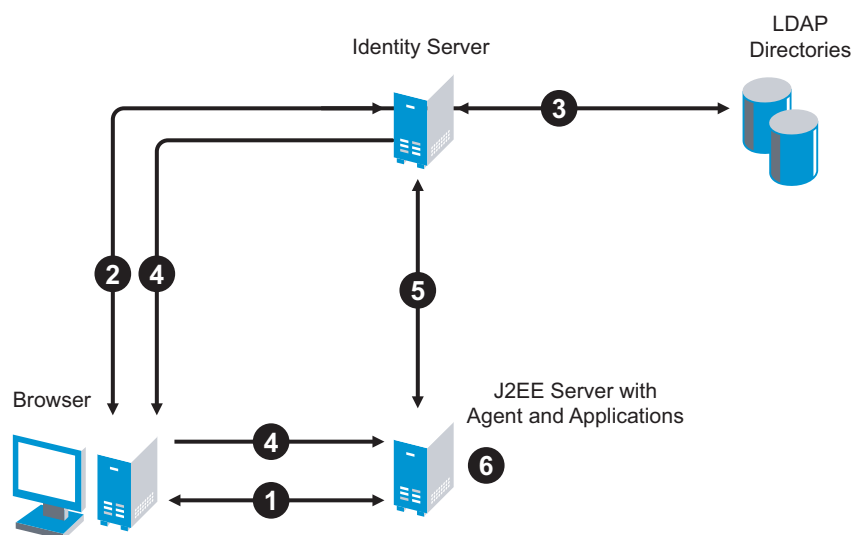 LDAP
Directories
Identity Server
3
2
4
5
Browser
J2EE Server with
Agent and Applications
4
6
1